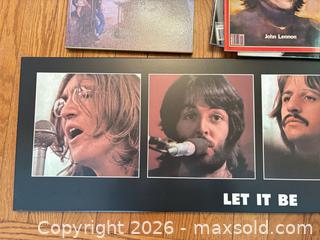 John Lennon
LET IT BE
© Copyright 2026 - maxsold.com